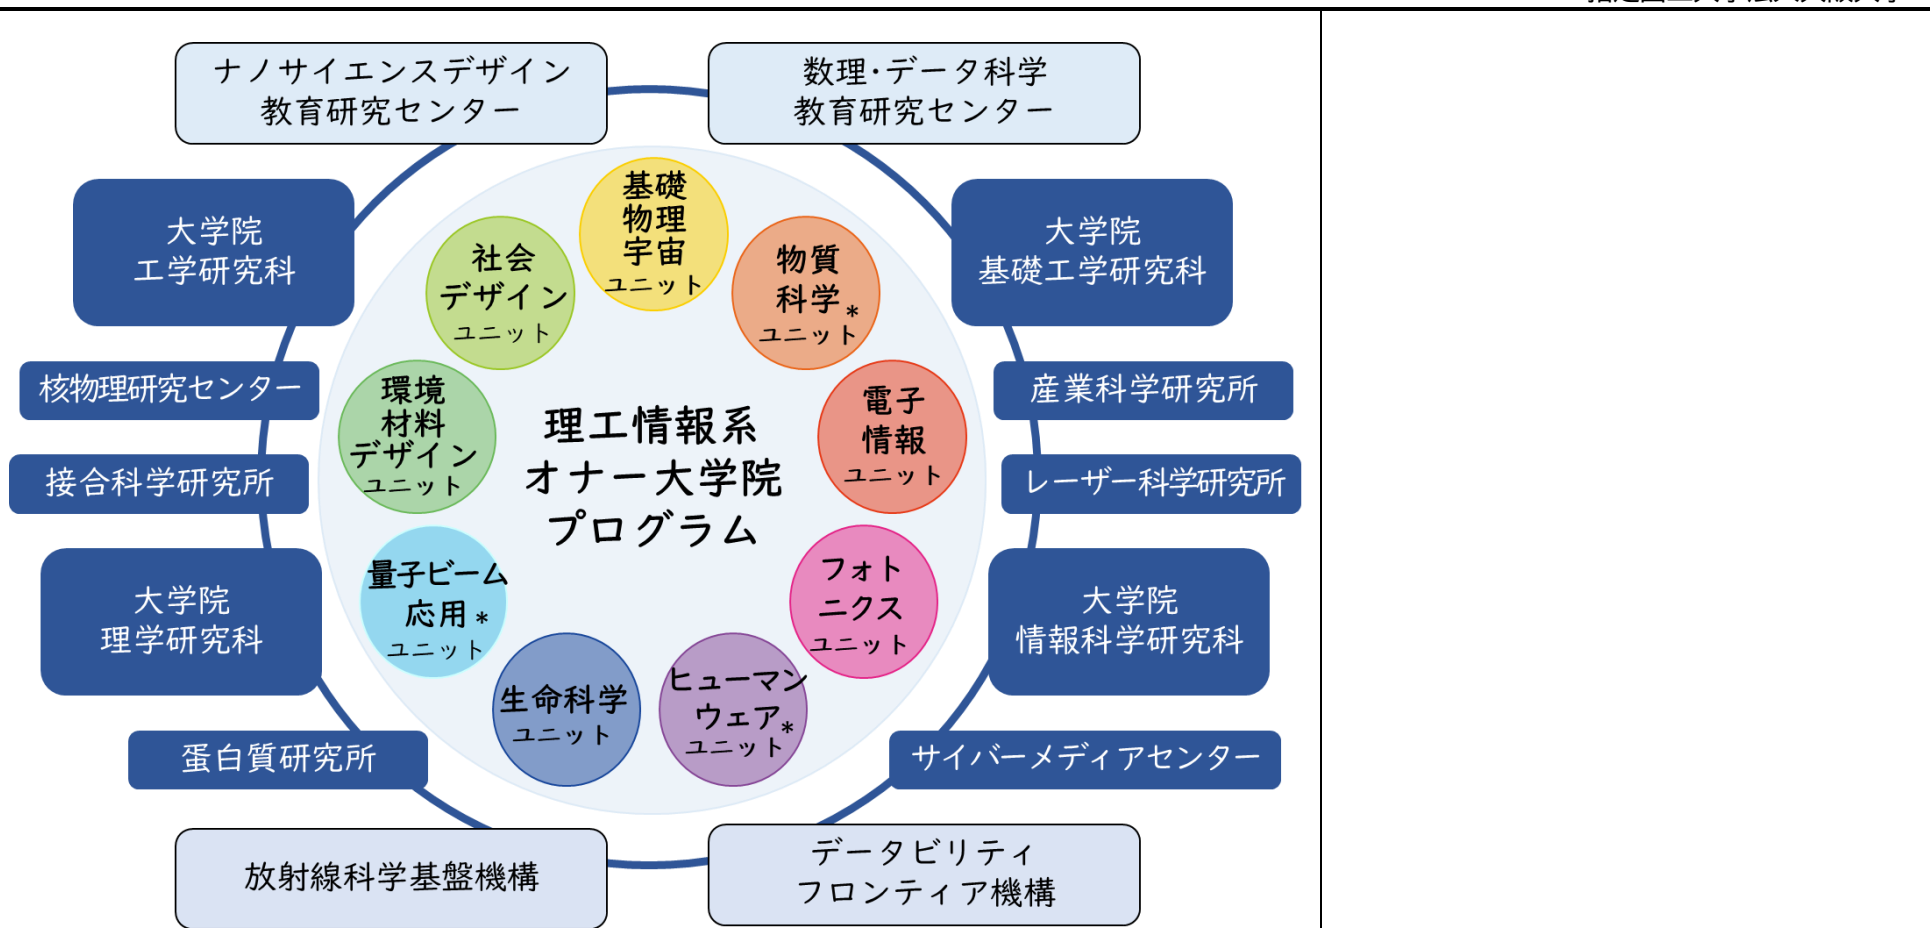 ナノサイエンスデザイン
教育研究センター
数理・データ科学
教育研究センター
大学院
工学研究科
大学院
基礎工学研究科
核物理研究センター
産業科学研究所
接合科学研究所
レーザー科学研究所
大学院
理学研究科
大学院
情報科学研究科
蛋白質研究所
サイバーメディアセンター
放射線科学基盤機構
データビリティ
フロンティア機構
基礎
物理
宇宙
ユニット
物質
科学*
ユニット
電子
情報
ユニット
フォト
ニクス
ユニット
ヒューマン
ウェア*
ユニット
生命科学
ユニット
量子ビーム
応用*
ユニット
環境
材料
デザイン
ユニット
社会
デザイン
ユニット
理工情報系
オナー大学院
プログラム